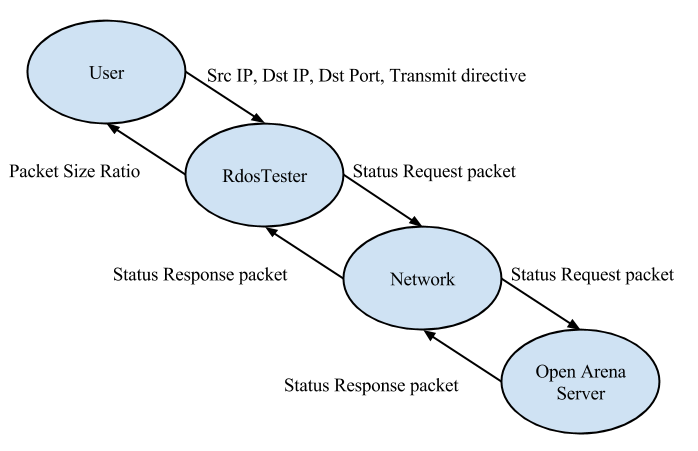 User
Src IP, Dst IP, Dst Port, Transmit directive
Packet Size Ratio
RdosTester
Status Request packet
Status Response packet
Network
Status Request packet
Status Response packet
Open Arena
Server